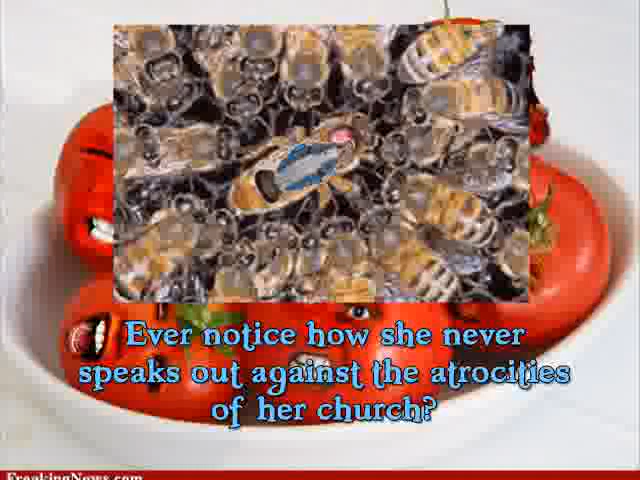 Ever notice how she never
speaks out against the atrocities
of her church?
FreakingNews.com